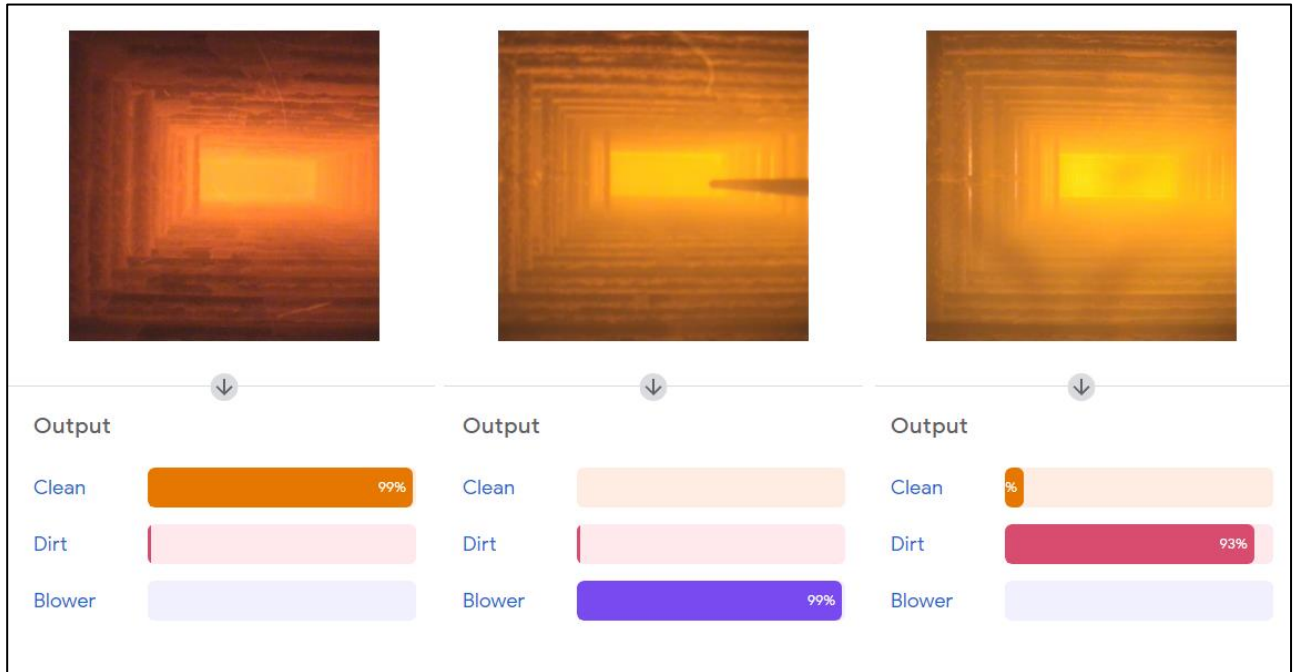 Output
Clean 99%
Dirt
Blower
Output
Clean
Dirt
Blower 99%
Output
Clean %
Dirt 93%
Blower